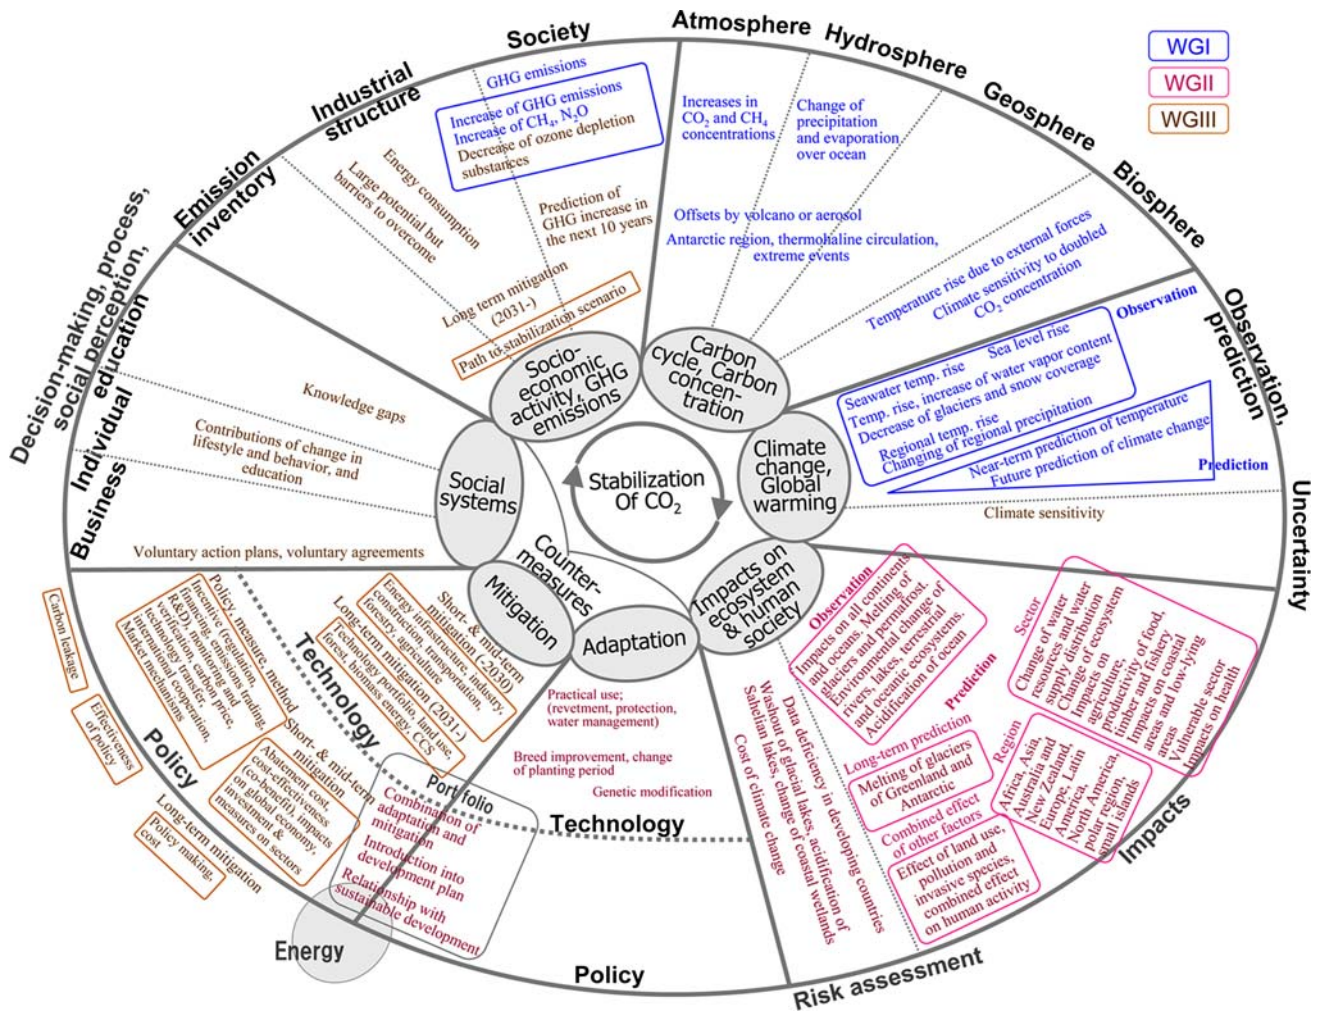 WGI
WGII
WGIII
Society
Atmosphere
Hydrosphere
Geosphere
Biosphere
Observation,
prediction
Uncertainty
Impacts
Risk assessment
Policy
Energy
Policy
Business
Individual
Decision-making, process,
social perception,
education
Emission
inventory
Industrial
structure
GHG emissions
Increase of GHG emissions
Increase of CH₄, N₂O
Decrease of ozone depletion
substances
Energy consumption
Large potential but
barriers to overcome
Prediction of
GHG increase in
the next 10 years
Long term mitigation
(2031-)
Path to stabilization scenario
Socio-
economic
activity, GHG
emissions
Increases in
CO₂ and CH₄
concentrations
Change of
precipitation
and evaporation
over ocean
Offsets by volcano or aerosol
Antarctic region, thermohaline circulation,
extreme events
Temperature rise due to external forces
Climate sensitivity to doubled
CO₂ concentration
Carbon
cycle, Carbon
concen-
tration
Observation
Seawater temp. rise
Sea level rise
Temp. rise, increase of water vapor content
Decrease of glaciers and snow coverage
Regional temp. rise
Changing of regional precipitation
Near-term prediction of temperature
Future prediction of climate change
Prediction
Climate sensitivity
Climate
change,
Global
warming
Stabilization
Of CO₂
Knowledge gaps
Contributions of change in
lifestyle and behavior, and
education
Voluntary action plans, voluntary agreements
Social
systems
Counter-
measures
Mitigation
Adaptation
Impacts on
ecosystem
& human
society
Observation
Impacts on all continents
and oceans. Melting of
glaciers and permafrost.
Environmental change of
rivers, lakes, terrestrial
and oceanic ecosystems.
Acidification of ocean
Prediction
Sector
Change of water
resources and water
supply distribution
Change of ecosystem
Impacts on
agriculture,
productivity of food,
timber and fishery
Impacts on coastal
areas and low-lying
areas
Vulnerable sector
Impacts on health
Region
Africa, Asia,
Australia and
New Zealand,
Europe, Latin
America,
North America,
polar region,
small islands
Long-term prediction
Melting of glaciers
of Greenland and
Antarctic
Combined effect
of other factors
Effect of land use,
pollution and
invasive species,
combined effect
on human activity
Data deficiency in developing countries
Washout of glacial lakes, acidification of
Sahelian lakes, change of coastal wetlands
Cost of climate change
Practical use;
(revetment, protection,
water management)
Breed improvement, change
of planting period
Genetic modification
Technology
Portfolio
Combination of
adaptation and
mitigation
Introduction into
development plan
Relationship with
sustainable development
Technology
Short- & mid-term
mitigation (-2030)
Energy supply, industry,
infrastructure,
construction, transportation,
forestry, agriculture
Long-term mitigation (2031-)
Technology portfolio, land use,
forest, biomass energy, CCS
Policy, measure, method
Incentive (regulation,
financing, emission trading,
R&D), monitoring and
verification, carbon price,
technology transfer,
international cooperation,
Market mechanisms
Short- & mid-term
mitigation
Abatement cost,
cost-effectiveness
(co-benefit), impacts
on global economy,
investment &
measures on sectors
Long-term mitigation
Policy making,
cost
Carbon leakage
Effectiveness
of policy